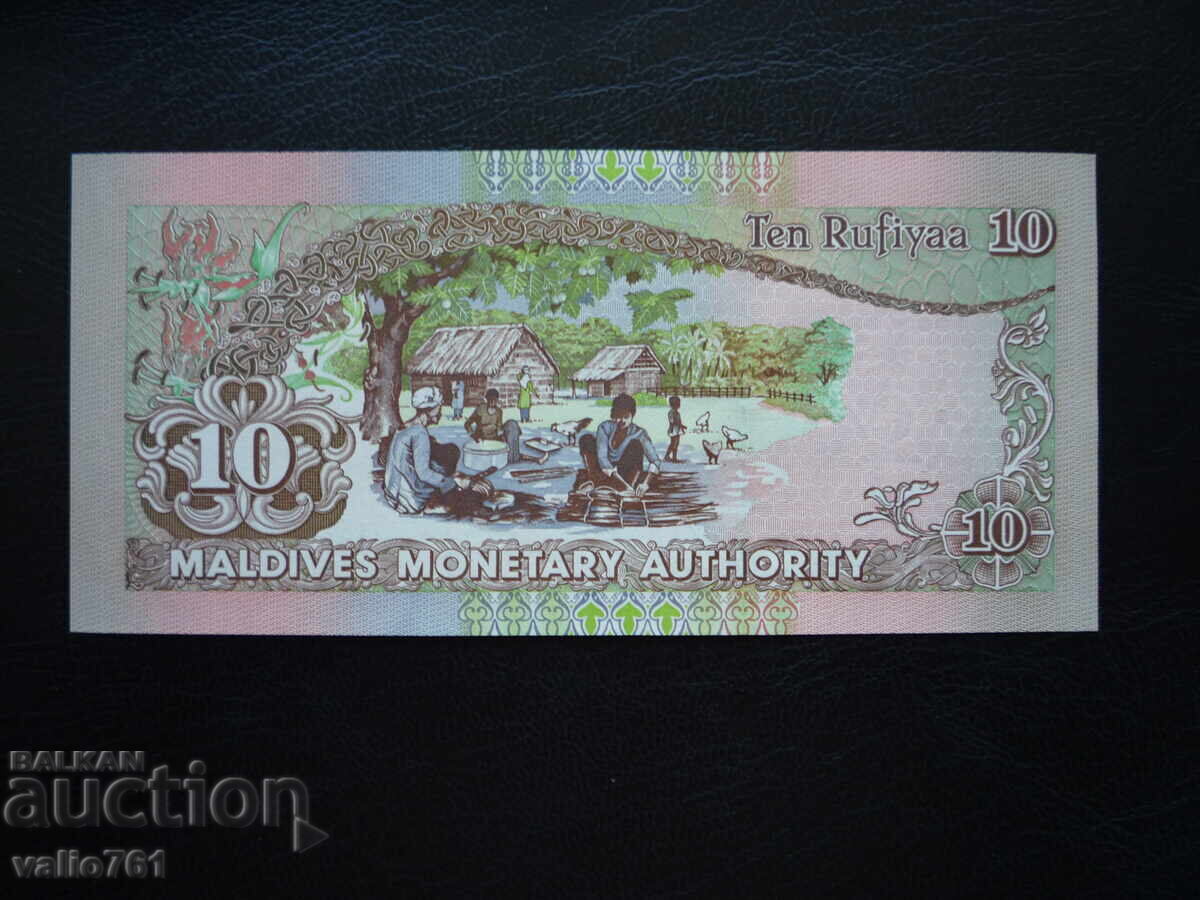 Ten Rufiyaa 10
10
10
MALDIVES MONETARY AUTHORITY
BALKAN
auction
valio761